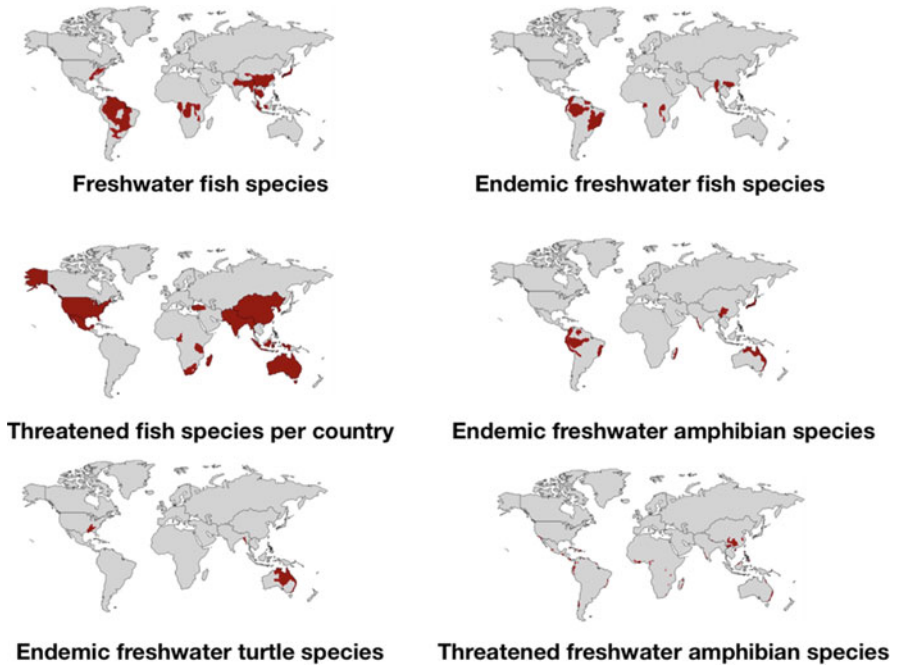 Freshwater fish species
Endemic freshwater fish species
Threatened fish species per country
Endemic freshwater amphibian species
Endemic freshwater turtle species
Threatened freshwater amphibian species